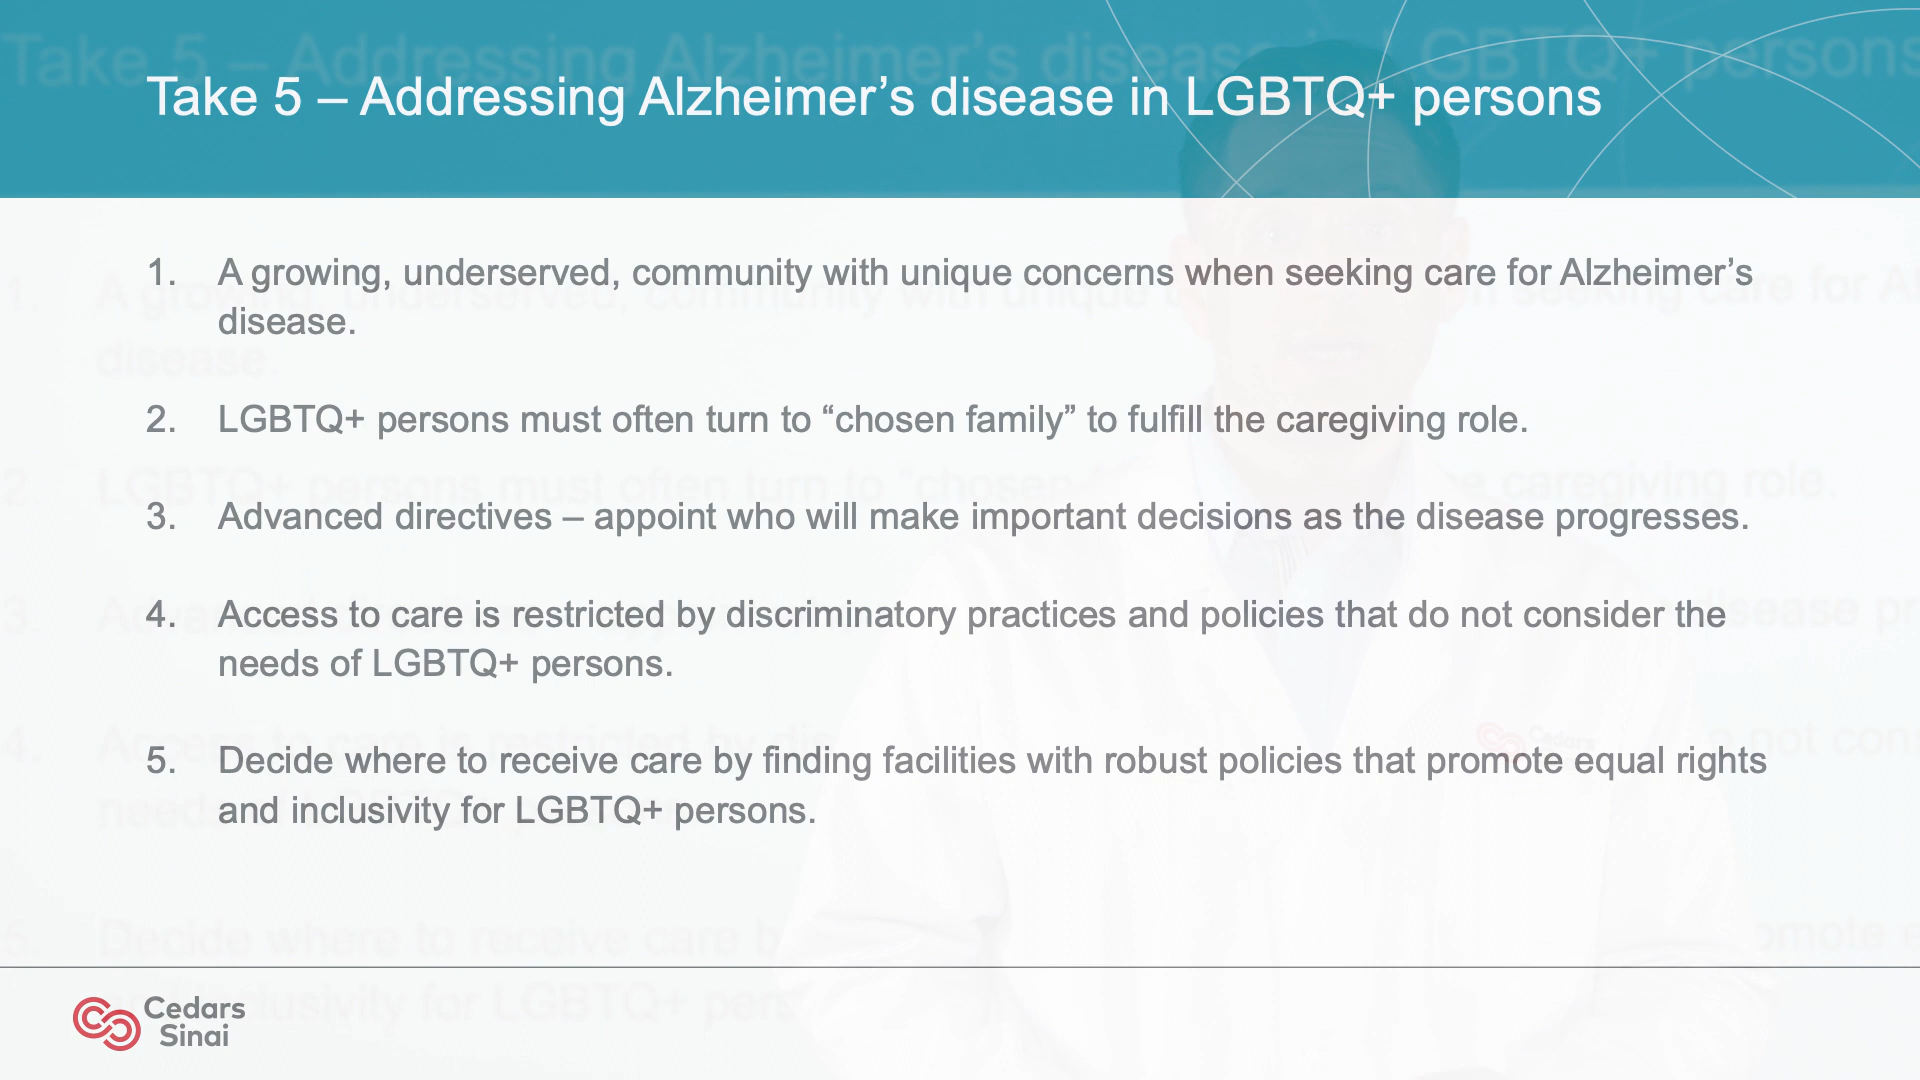 Take 5 – Addressing Alzheimer’s disease in LGBTQ+ persons
1. A growing, underserved, community with unique concerns when seeking care for Alzheimer’s
disease.
2. LGBTQ+ persons must often turn to “chosen family” to fulfill the caregiving role.
3. Advanced directives – appoint who will make important decisions as the disease progresses.
4. Access to care is restricted by discriminatory practices and policies that do not consider the
needs of LGBTQ+ persons.
5. Decide where to receive care by finding facilities with robust policies that promote equal rights
and inclusivity for LGBTQ+ persons.
Cedars
Sinai